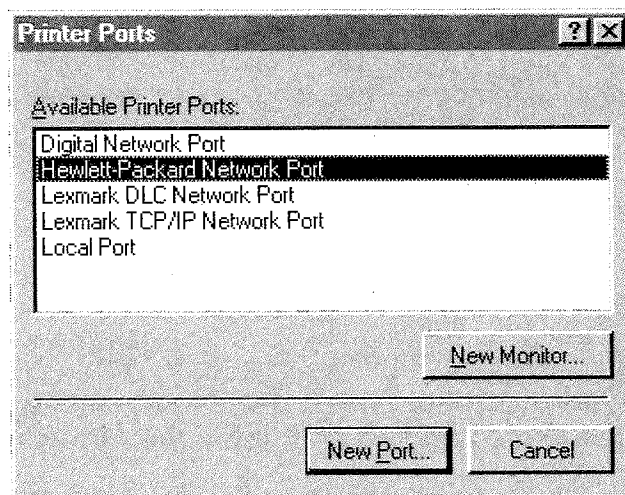 Printer Ports
Available Printer Ports:
Digital Network Port
Hewlett-Packard Network Port
Lexmark DLC Network Port
Lexmark TCP/IP Network Port
Local Port
New Monitor...
New Port...
Cancel